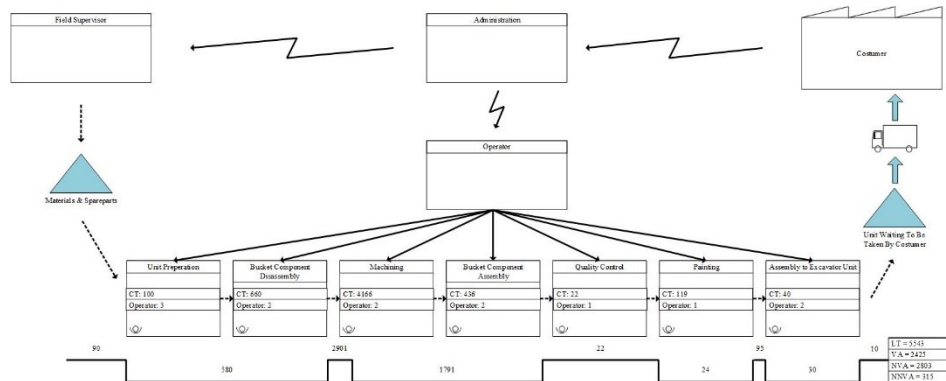 Field Supervisor
Administration
Costumer
Operator
Materials & Spareparts
Unit Waiting To Be
Taken By Costumer
Unit Preperation
CT: 100
Operator: 3
Bucket Component
Disassembly
CT: 660
Operator: 2
Machining
CT: 4166
Operator: 2
Bucket Component
Assembly
CT: 436
Operator: 2
Quality Control
CT: 22
Operator: 1
Painting
CT: 119
Operator: 1
Assembly to Excavator Unit
CT: 40
Operator: 2
90
2901
22
95
10
580
1791
24
30
LT = 5543
VA = 2425
NVA = 2803
NNVA = 315